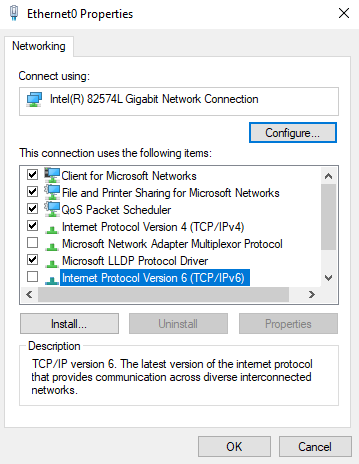 Ethernet0 Properties
Networking
Connect using:
Intel(R) 82574L Gigabit Network Connection
Configure...
This connection uses the following items:
Client for Microsoft Networks
File and Printer Sharing for Microsoft Networks
QoS Packet Scheduler
Internet Protocol Version 4 (TCP/IPv4)
Microsoft Network Adapter Multiplexor Protocol
Microsoft LLDP Protocol Driver
Internet Protocol Version 6 (TCP/IPv6)
Install...
Uninstall
Properties
Description
TCP/IP version 6. The latest version of the internet protocol
that provides communication across diverse interconnected
networks.
OK
Cancel